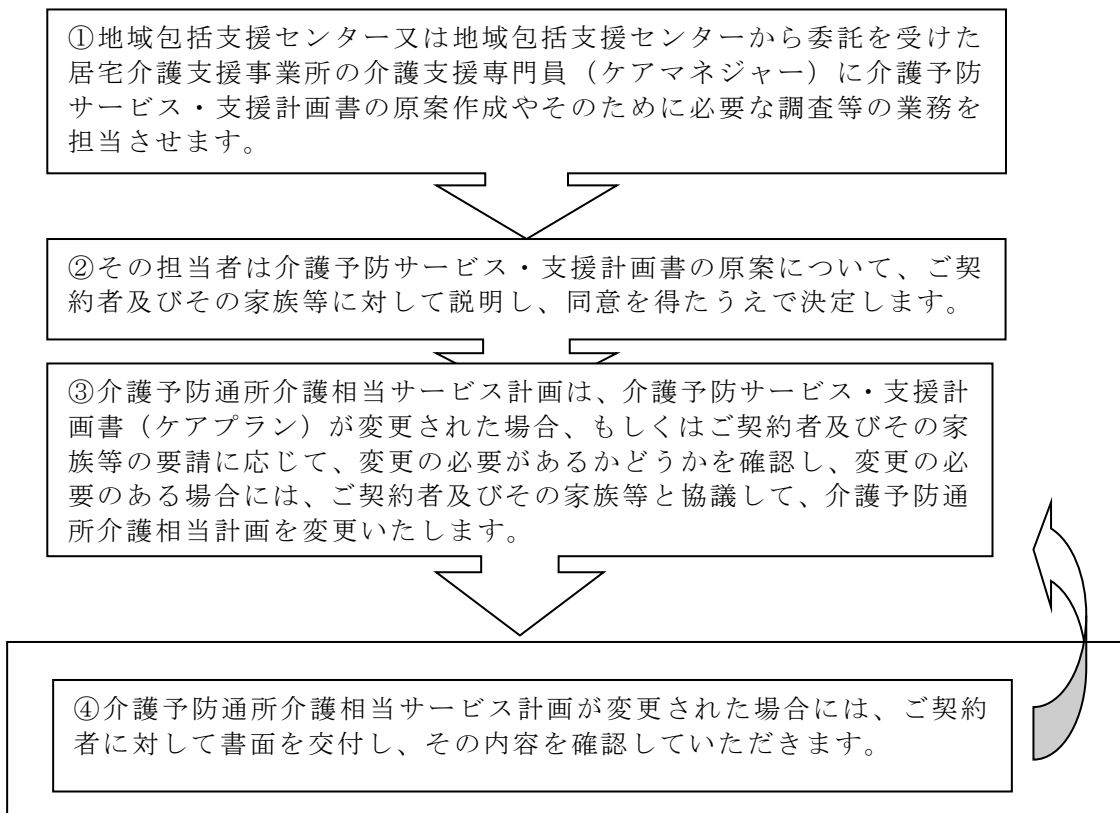 ①地域包括支援センター又は地域包括支援センターから委託を受けた
居宅介護支援事業所の介護支援専門員（ケアマネジャー）に介護予防
サービス・支援計画書の原案作成やそのために必要な調査等の業務を
担当させます。
②その担当者は介護予防サービス・支援計画書の原案について、ご契
約者及びその家族等に対して説明し、同意を得たうえで決定します。
③介護予防通所介護相当サービス計画は、介護予防サービス・支援計
画書（ケアプラン）が変更された場合、もしくはご契約者及びその家
族等の要請に応じて、変更の必要があるかどうかを確認し、変更の必
要のある場合には、ご契約者及びその家族等と協議して、介護予防通
所介護相当計画を変更いたします。
④介護予防通所介護相当サービス計画が変更された場合には、ご契約
者に対して書面を交付し、その内容を確認していただきます。